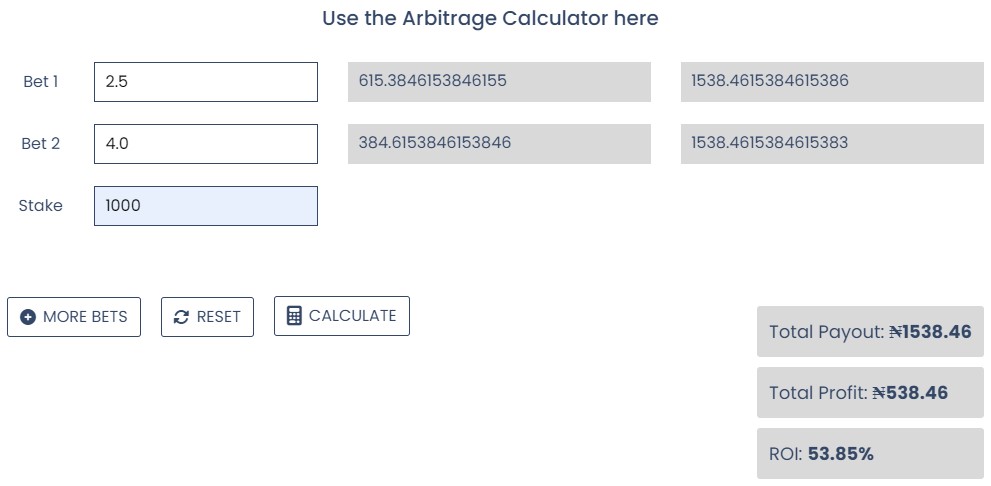 Use the Arbitrage Calculator here
Bet 1 2.5 615.3846153846155 1538.4615384615386
Bet 2 4.0 384.6153846153846 1538.4615384615383
Stake 1000
MORE BETS RESET CALCULATE
Total Payout: ₦1538.46
Total Profit: ₦538.46
ROI: 53.85%